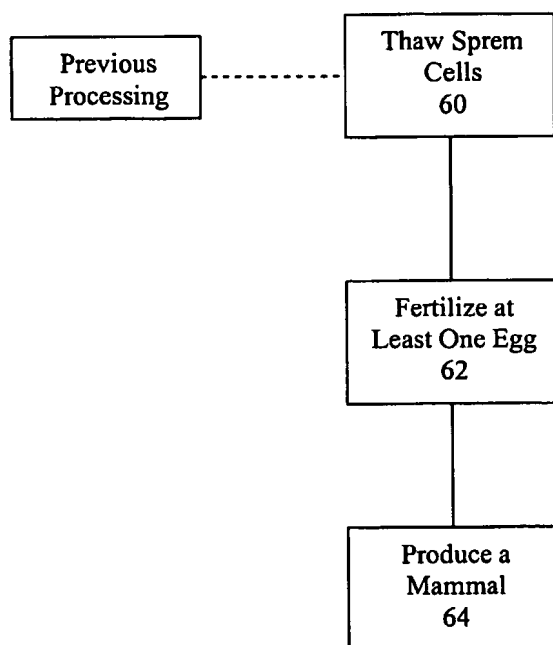 Previous
Processing
Thaw Sprem
Cells
60
Fertilize at
Least One Egg
62
Produce a
Mammal
64